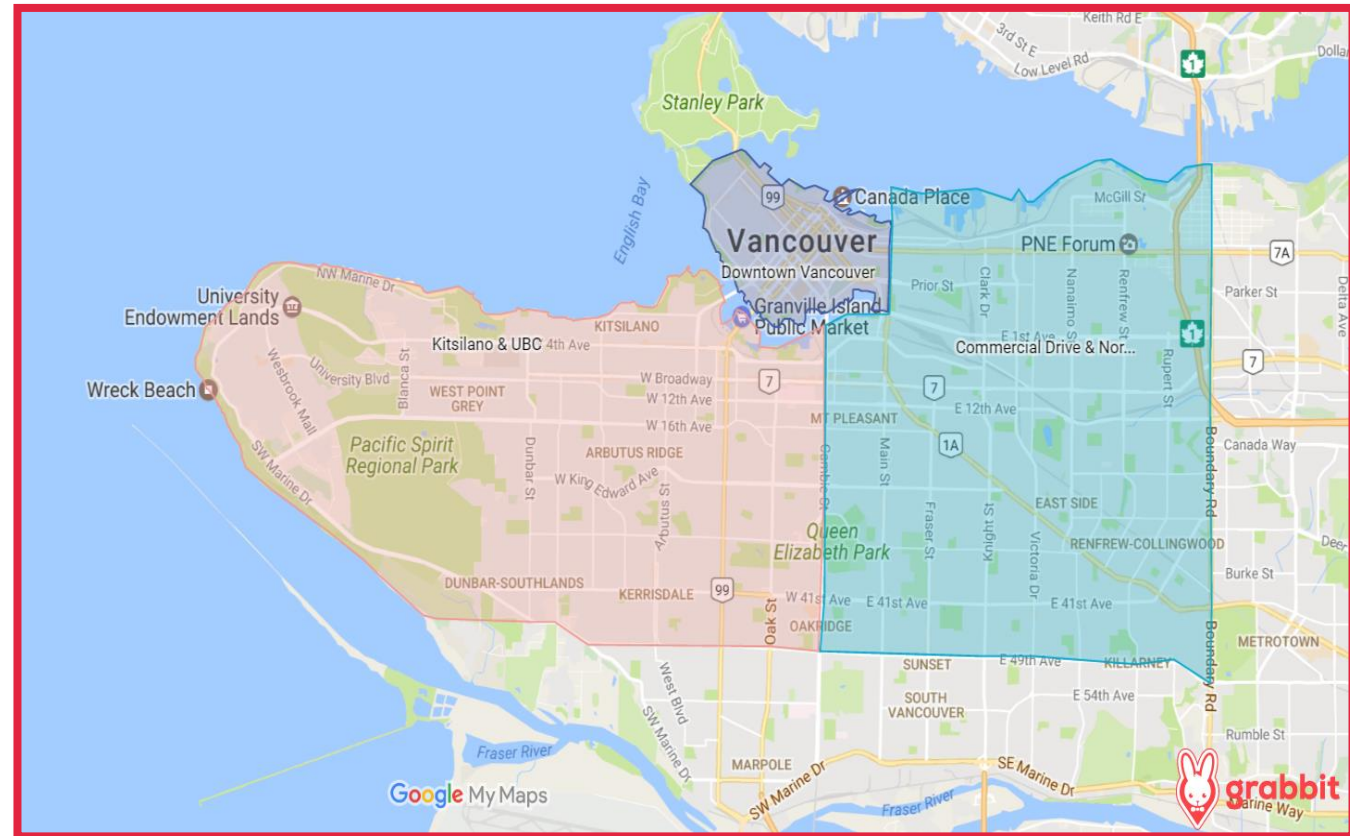 Keith Rd E
3rd St E
Low Level Rd
Dollar
1
Stanley Park
English Bay
99
Canada Place
McGill St
Vancouver
PNE Forum
7A
Downtown Vancouver
NW Marine Dr
University
Endowment Lands
Prior St
Clark Dr
Nanaimo St
Renfrew St
Parker St
Delta Ave
Granville Island
Public Market
KITSILANO
Kitsilano & UBC
4th Ave
E 1st Ave
Commercial Drive & Nor...
1
Rupert St
7
Wesbrook Mall
University Blvd
Blanca St
Wreck Beach
WEST POINT
GREY
W Broadway
7
W 12th Ave
W 16th Ave
MT PLEASANT
7
E 12th Ave
1A
Main St
Canada Way
Pacific Spirit
Regional Park
Dunbar St
ARBUTUS RIDGE
W King Edward Ave
Arbutus St
Cambie St
Boundary Rd
SW Marine Dr
Queen
Elizabeth Park
Fraser St
Knight St
Victoria Dr
EAST SIDE
RENFREW-COLLINGWOOD
Deer
Burke St
DUNBAR-SOUTHLANDS
KERRISDALE
99
W 41st Ave
E 41st Ave
E 41st Ave
Oak St
OAKRIDGE
Boundary Rd
METROTOWN
SUNSET
E 49th Ave
KILLARNEY
West Blvd
SW Marine Dr
SOUTH
VANCOUVER
E 54th Ave
Rumble St
Fraser River
MARPOLE
SW Marine Dr
SE Marine Dr
Fraser River
Google My Maps
grabbit
Marine Way